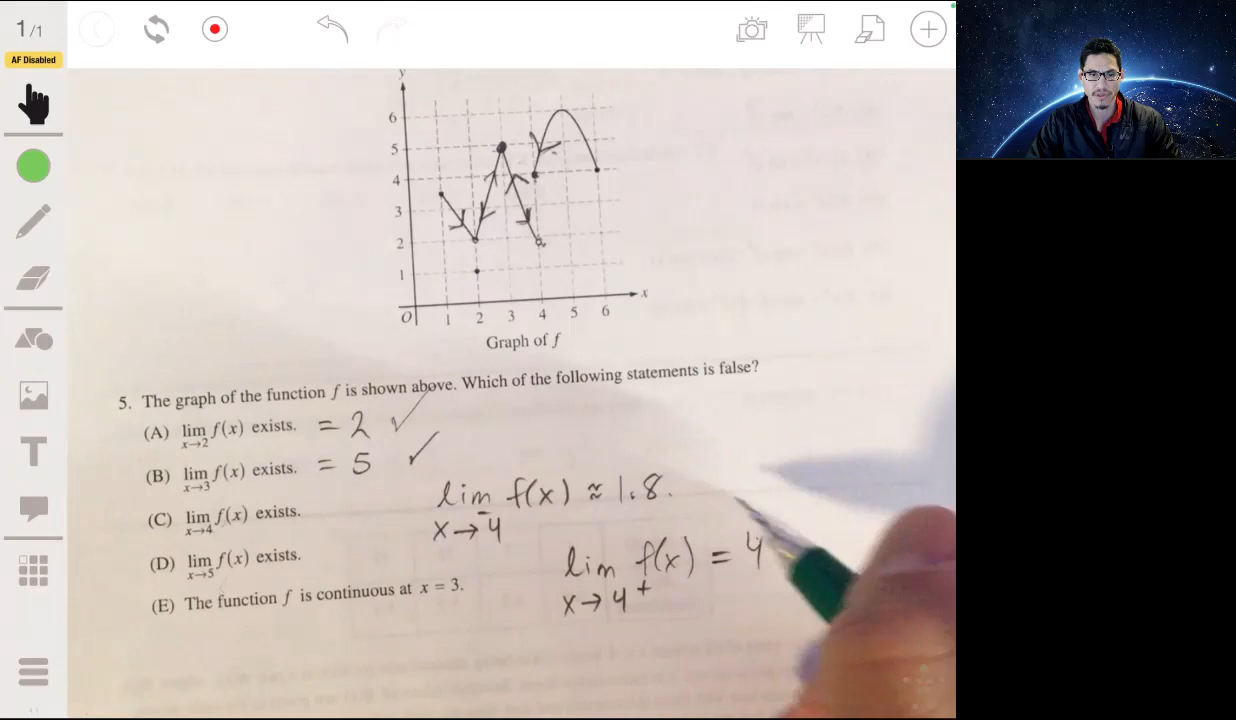 1/1
AF Disabled
y
6
5
4
3
2
1
O 1 2 3 4 5 6 x
Graph of f
5. The graph of the function f is shown above. Which of the following statements is false?
(A) lim x→2 f(x) exists. = 2 ✓
(B) lim x→3 f(x) exists. = 5 ✓
(C) lim x→4 f(x) exists.
lim x→4⁻ f(x) ≈ 1.8.
(D) lim x→5 f(x) exists.
lim x→4⁺ f(x) = 4
(E) The function f is continuous at x = 3.
T